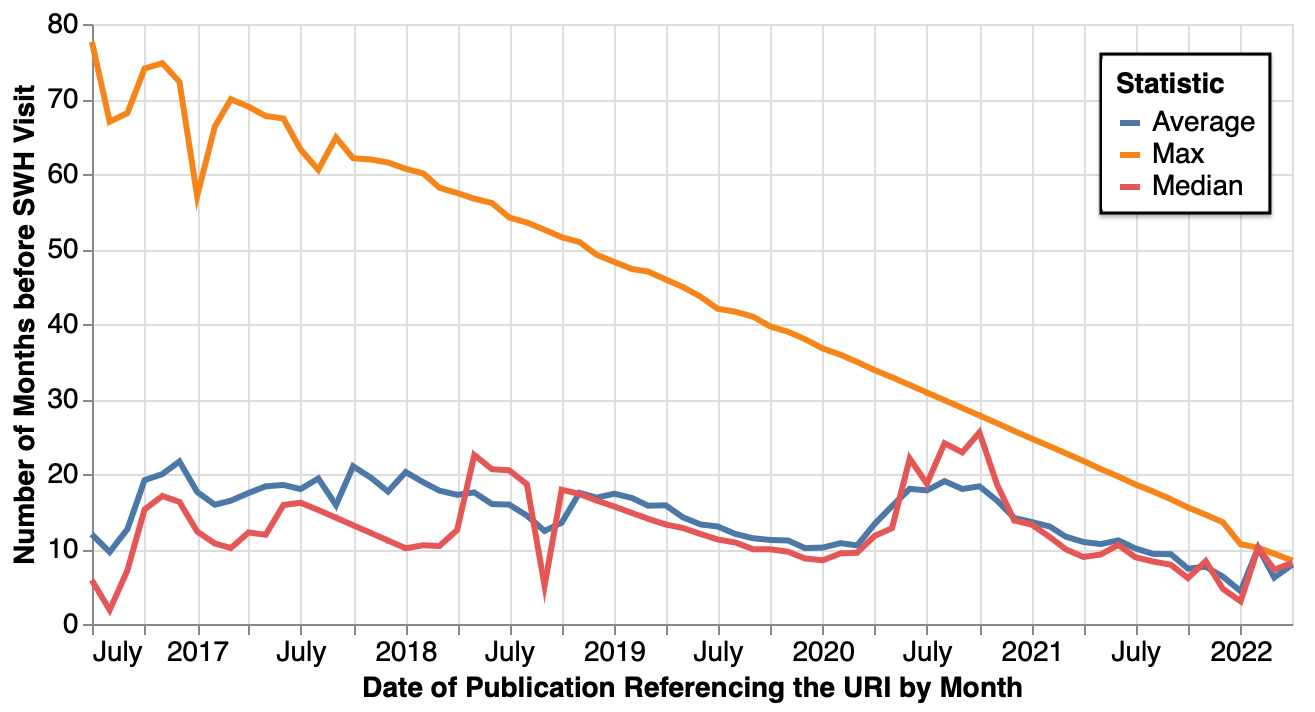 80
70
60
50
40
30
20
10
0
Number of Months before SWH Visit
Statistic
Average
Max
Median
July 2017 July 2018 July 2019 July 2020 July 2021 July 2022
Date of Publication Referencing the URI by Month